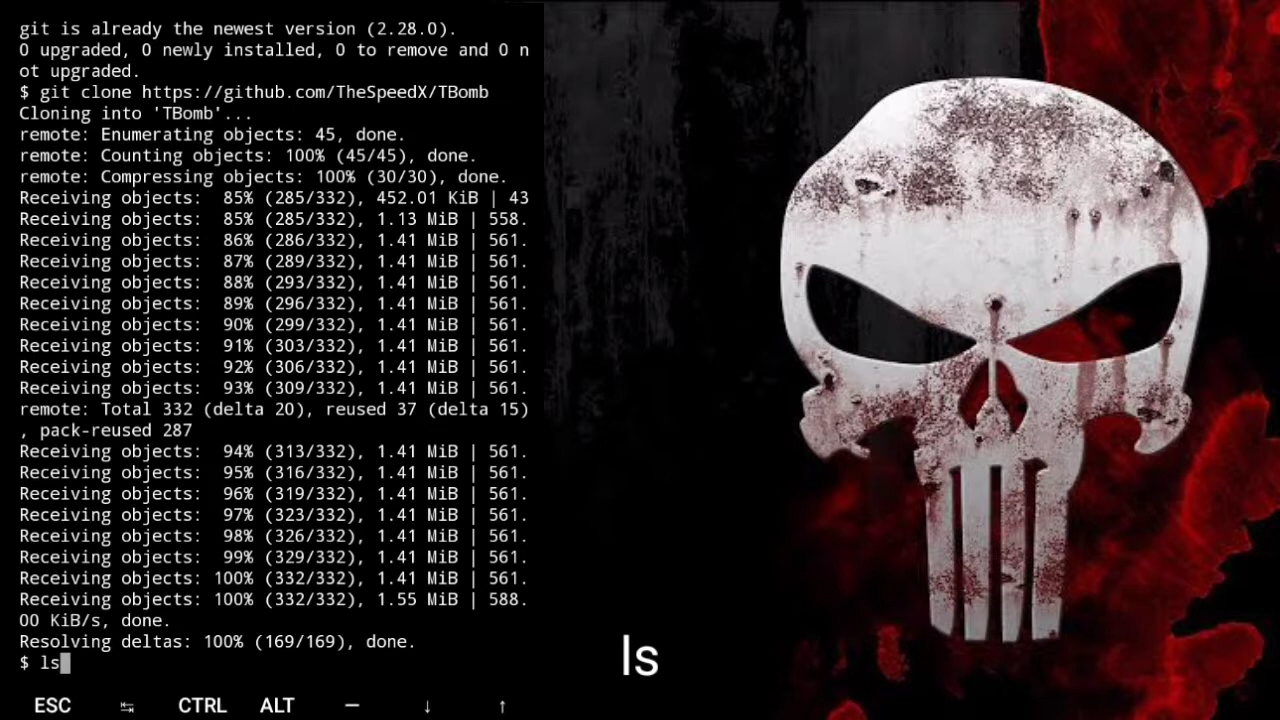 git is already the newest version (2.28.0).
0 upgraded, 0 newly installed, 0 to remove and 0 n
ot upgraded.
$ git clone https://github.com/TheSpeedX/TBomb
Cloning into 'TBomb'...
remote: Enumerating objects: 45, done.
remote: Counting objects: 100% (45/45), done.
remote: Compressing objects: 100% (30/30), done.
Receiving objects:  85% (285/332), 452.01 KiB | 43
Receiving objects:  85% (285/332), 1.13 MiB | 558.
Receiving objects:  86% (286/332), 1.41 MiB | 561.
Receiving objects:  87% (289/332), 1.41 MiB | 561.
Receiving objects:  88% (293/332), 1.41 MiB | 561.
Receiving objects:  89% (296/332), 1.41 MiB | 561.
Receiving objects:  90% (299/332), 1.41 MiB | 561.
Receiving objects:  91% (303/332), 1.41 MiB | 561.
Receiving objects:  92% (306/332), 1.41 MiB | 561.
Receiving objects:  93% (309/332), 1.41 MiB | 561.
remote: Total 332 (delta 20), reused 37 (delta 15)
, pack-reused 287
Receiving objects:  94% (313/332), 1.41 MiB | 561.
Receiving objects:  95% (316/332), 1.41 MiB | 561.
Receiving objects:  96% (319/332), 1.41 MiB | 561.
Receiving objects:  97% (323/332), 1.41 MiB | 561.
Receiving objects:  98% (326/332), 1.41 MiB | 561.
Receiving objects:  99% (329/332), 1.41 MiB | 561.
Receiving objects: 100% (332/332), 1.41 MiB | 561.
Receiving objects: 100% (332/332), 1.55 MiB | 588.
00 KiB/s, done.
Resolving deltas: 100% (169/169), done.
$ ls
ls
ESC ↹ CTRL ALT — ↓ ↑